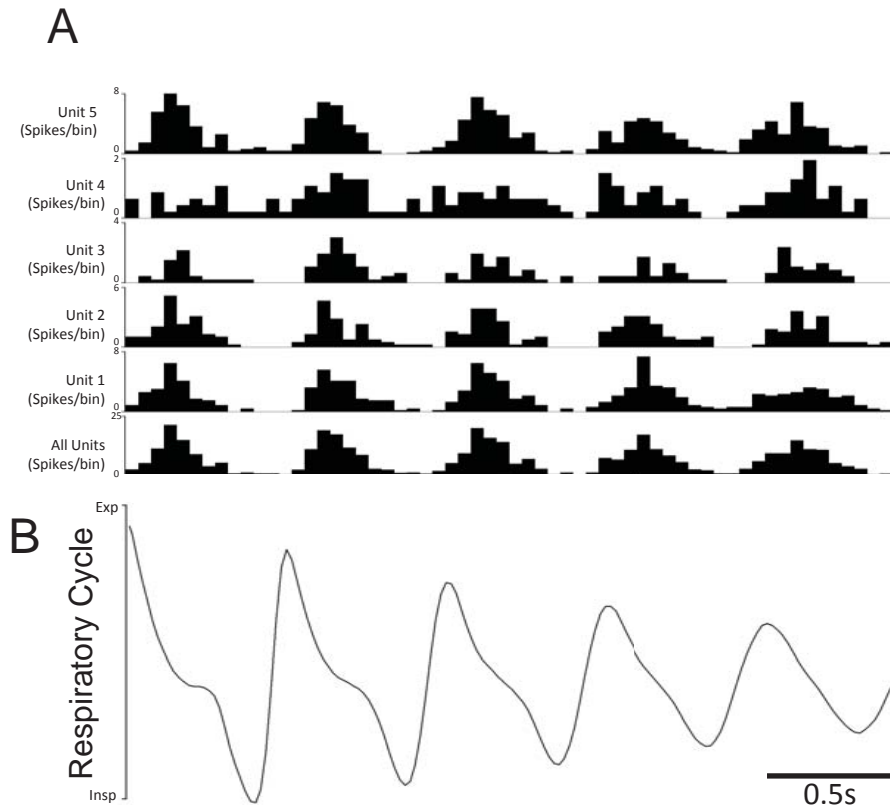 A
8
Unit 5
(Spikes/bin)
0
2
Unit 4
(Spikes/bin)
0
4
Unit 3
(Spikes/bin)
0
6
Unit 2
(Spikes/bin)
0
8
Unit 1
(Spikes/bin)
0
25
All Units
(Spikes/bin)
0
B
Exp
Respiratory Cycle
Insp
0.5s